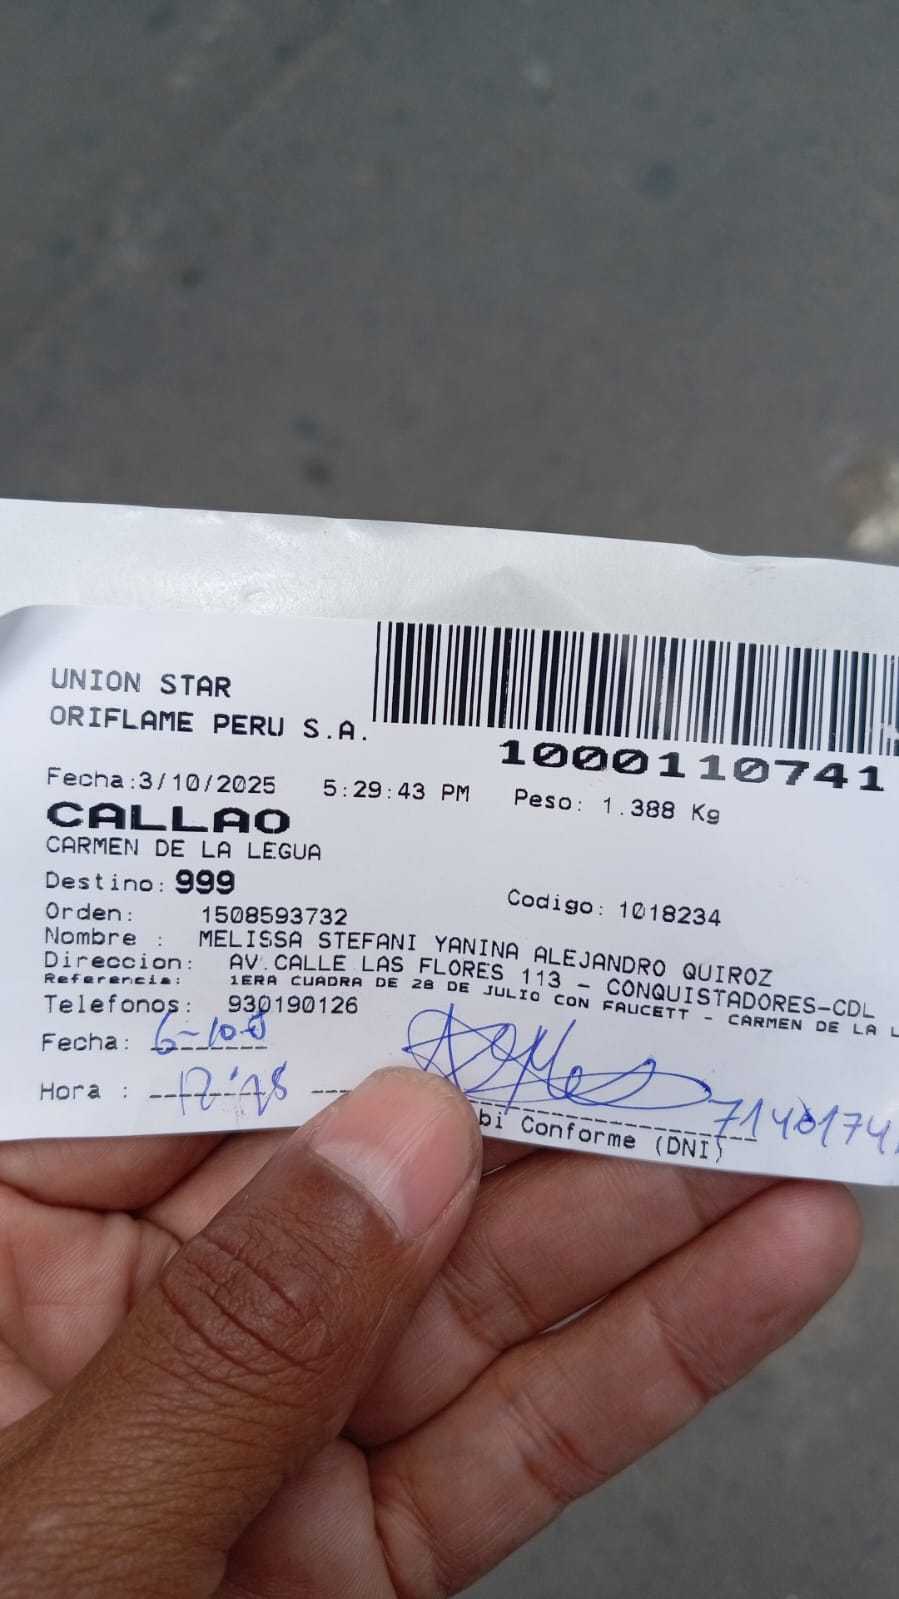 UNION STAR
ORIFLAME PERU S.A.
1000110741
Fecha:3/10/2025 5:29:43 PM Peso: 1.388 Kg
CALLAO
CARMEN DE LA LEGUA
Destino: 999
Codigo: 1018234
Orden: 1508593732
Nombre : MELISSA STEFANI YANINA ALEJANDRO QUIROZ
Direccion: AV.CALLE LAS FLORES 113 - CONQUISTADORES-CDL
Referencia: 1ERA CUADRA DE 28 DE JULIO CON FAUCETT - CARMEN DE LA L
Telefonos: 930190126
Fecha:
Hora :
bi Conforme (DNI)